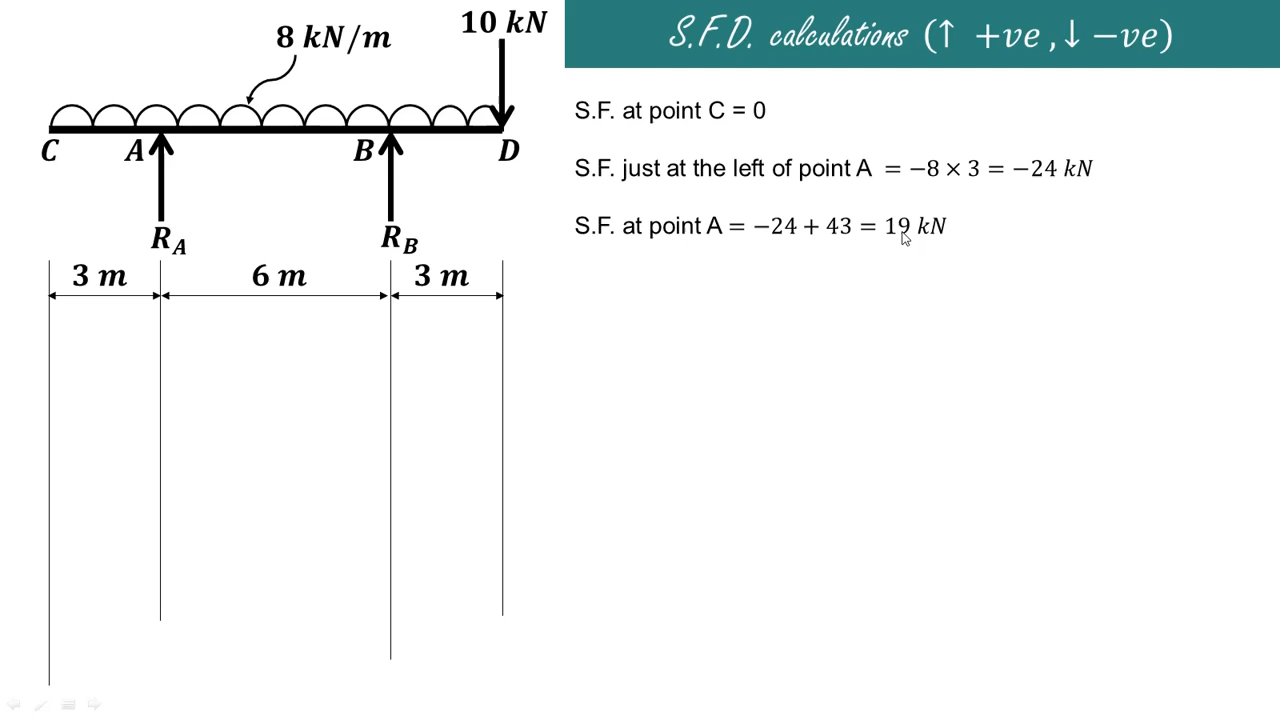 10 kN
8 kN/m
C A B D
R_A R_B
3 m 6 m 3 m
S.F.D. calculations (↑ +ve ,↓ −ve)
S.F. at point C = 0
S.F. just at the left of point A = −8 × 3 = −24 kN
S.F. at point A = −24 + 43 = 19 kN